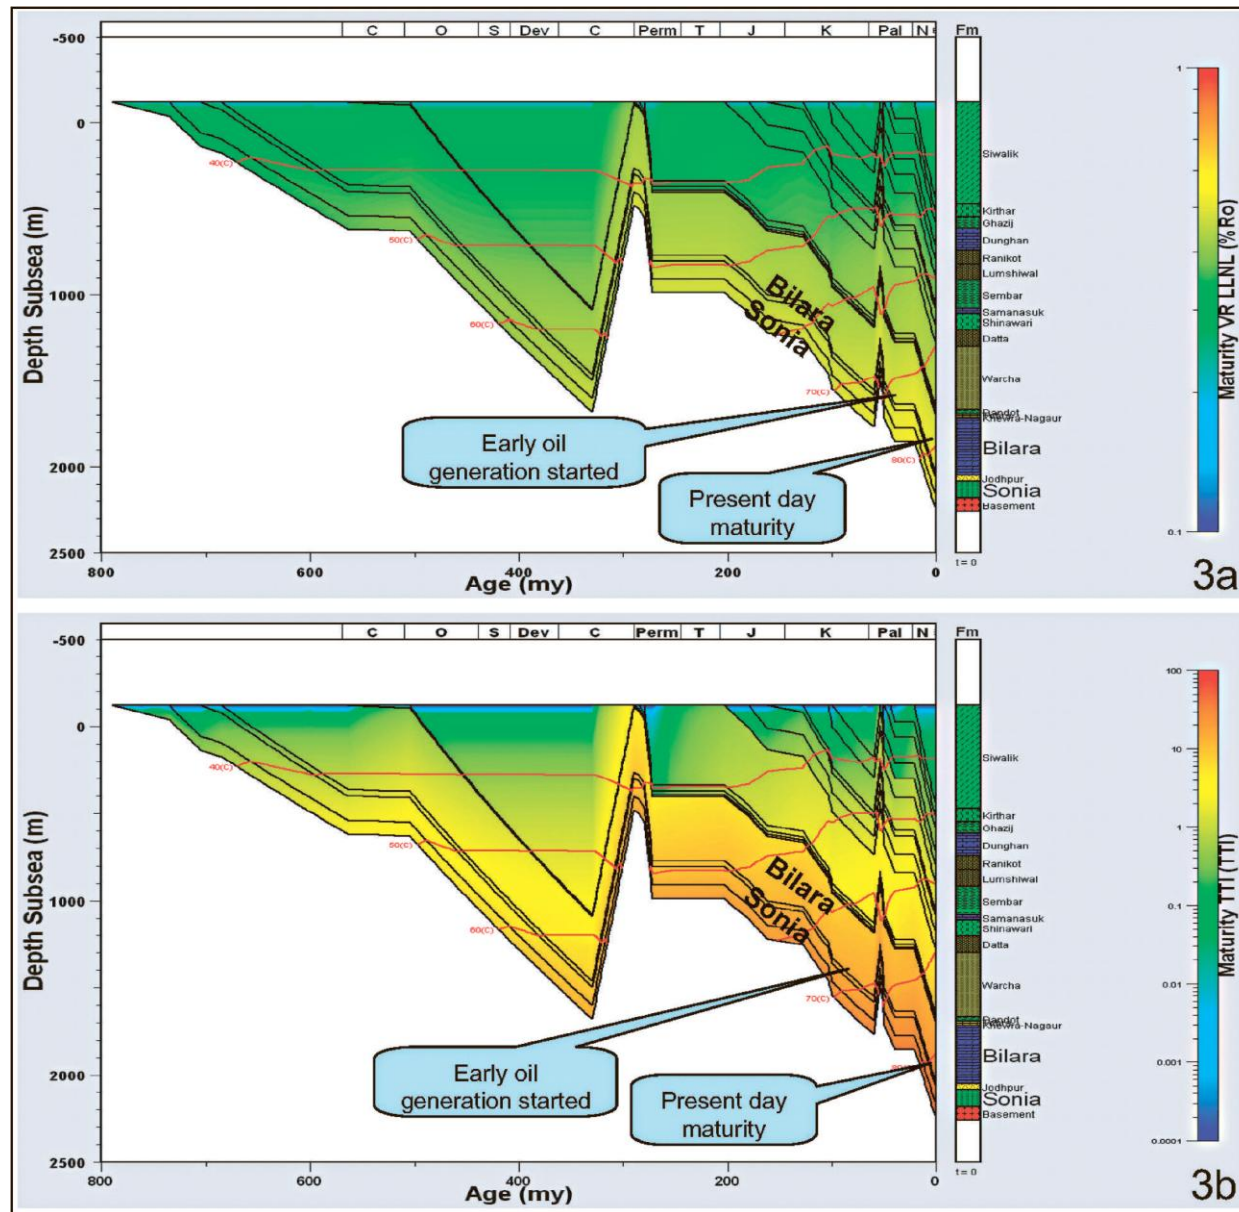 C O S Dev C Perm T J K Pal N Fm
-500
0
1000
2000
2500
Depth Subsea (m)
40(C)
50(C)
60(C)
70(C)
80(C)
Bilara
Sonia
Early oil
generation started
Present day
maturity
800 600 400 200 0
Age (my)
Siwalik
Kirthar
Ghazij
Dunghan
Ranikot
Lumshiwal
Sembar
Samanasuk
Shinawari
Datta
Warcha
Dandot
Khewra-Nagaur
Bilara
Jodhpur
Sonia
Basement
t = 0
1
Maturity VR LLNL (%Ro)
0.1
3a
C O S Dev C Perm T J K Pal N Fm
-500
0
1000
2000
2500
Depth Subsea (m)
40(C)
50(C)
60(C)
70(C)
Bilara
Sonia
Early oil
generation started
Present day
maturity
800 600 400 200 0
Age (my)
Siwalik
Kirthar
Ghazij
Dunghan
Ranikot
Lumshiwal
Sembar
Samanasuk
Shinawari
Datta
Warcha
Dandot
Khewra-Nagaur
Bilara
Jodhpur
Sonia
Basement
t = 0
100
10
1
0.1
0.01
0.001
0.0001
Maturity TTI (TTI)
3b